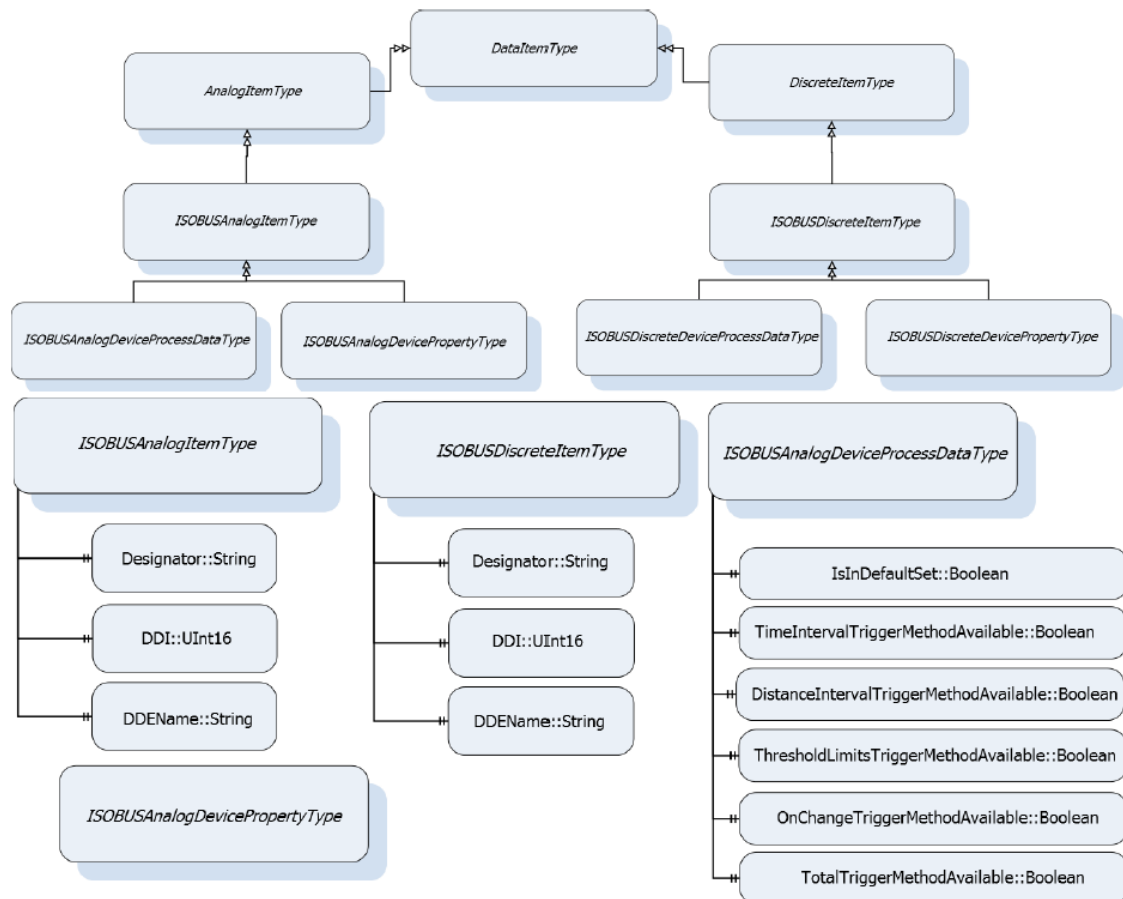 DataItemType
AnalogItemType
DiscreteItemType
ISOBUSAnalogItemType
ISOBUSDiscreteItemType
ISOBUSAnalogDeviceProcessDataType
ISOBUSAnalogDevicePropertyType
ISOBUSDiscreteDeviceProcessDataType
ISOBUSDiscreteDevicePropertyType
ISOBUSAnalogItemType
Designator::String
DDI::UInt16
DDEName::String
ISOBUSDiscreteItemType
Designator::String
DDI::UInt16
DDEName::String
ISOBUSAnalogDeviceProcessDataType
IsInDefaultSet::Boolean
TimeIntervalTriggerMethodAvailable::Boolean
DistanceIntervalTriggerMethodAvailable::Boolean
ThresholdLimitsTriggerMethodAvailable::Boolean
OnChangeTriggerMethodAvailable::Boolean
TotalTriggerMethodAvailable::Boolean
ISOBUSAnalogDevicePropertyType